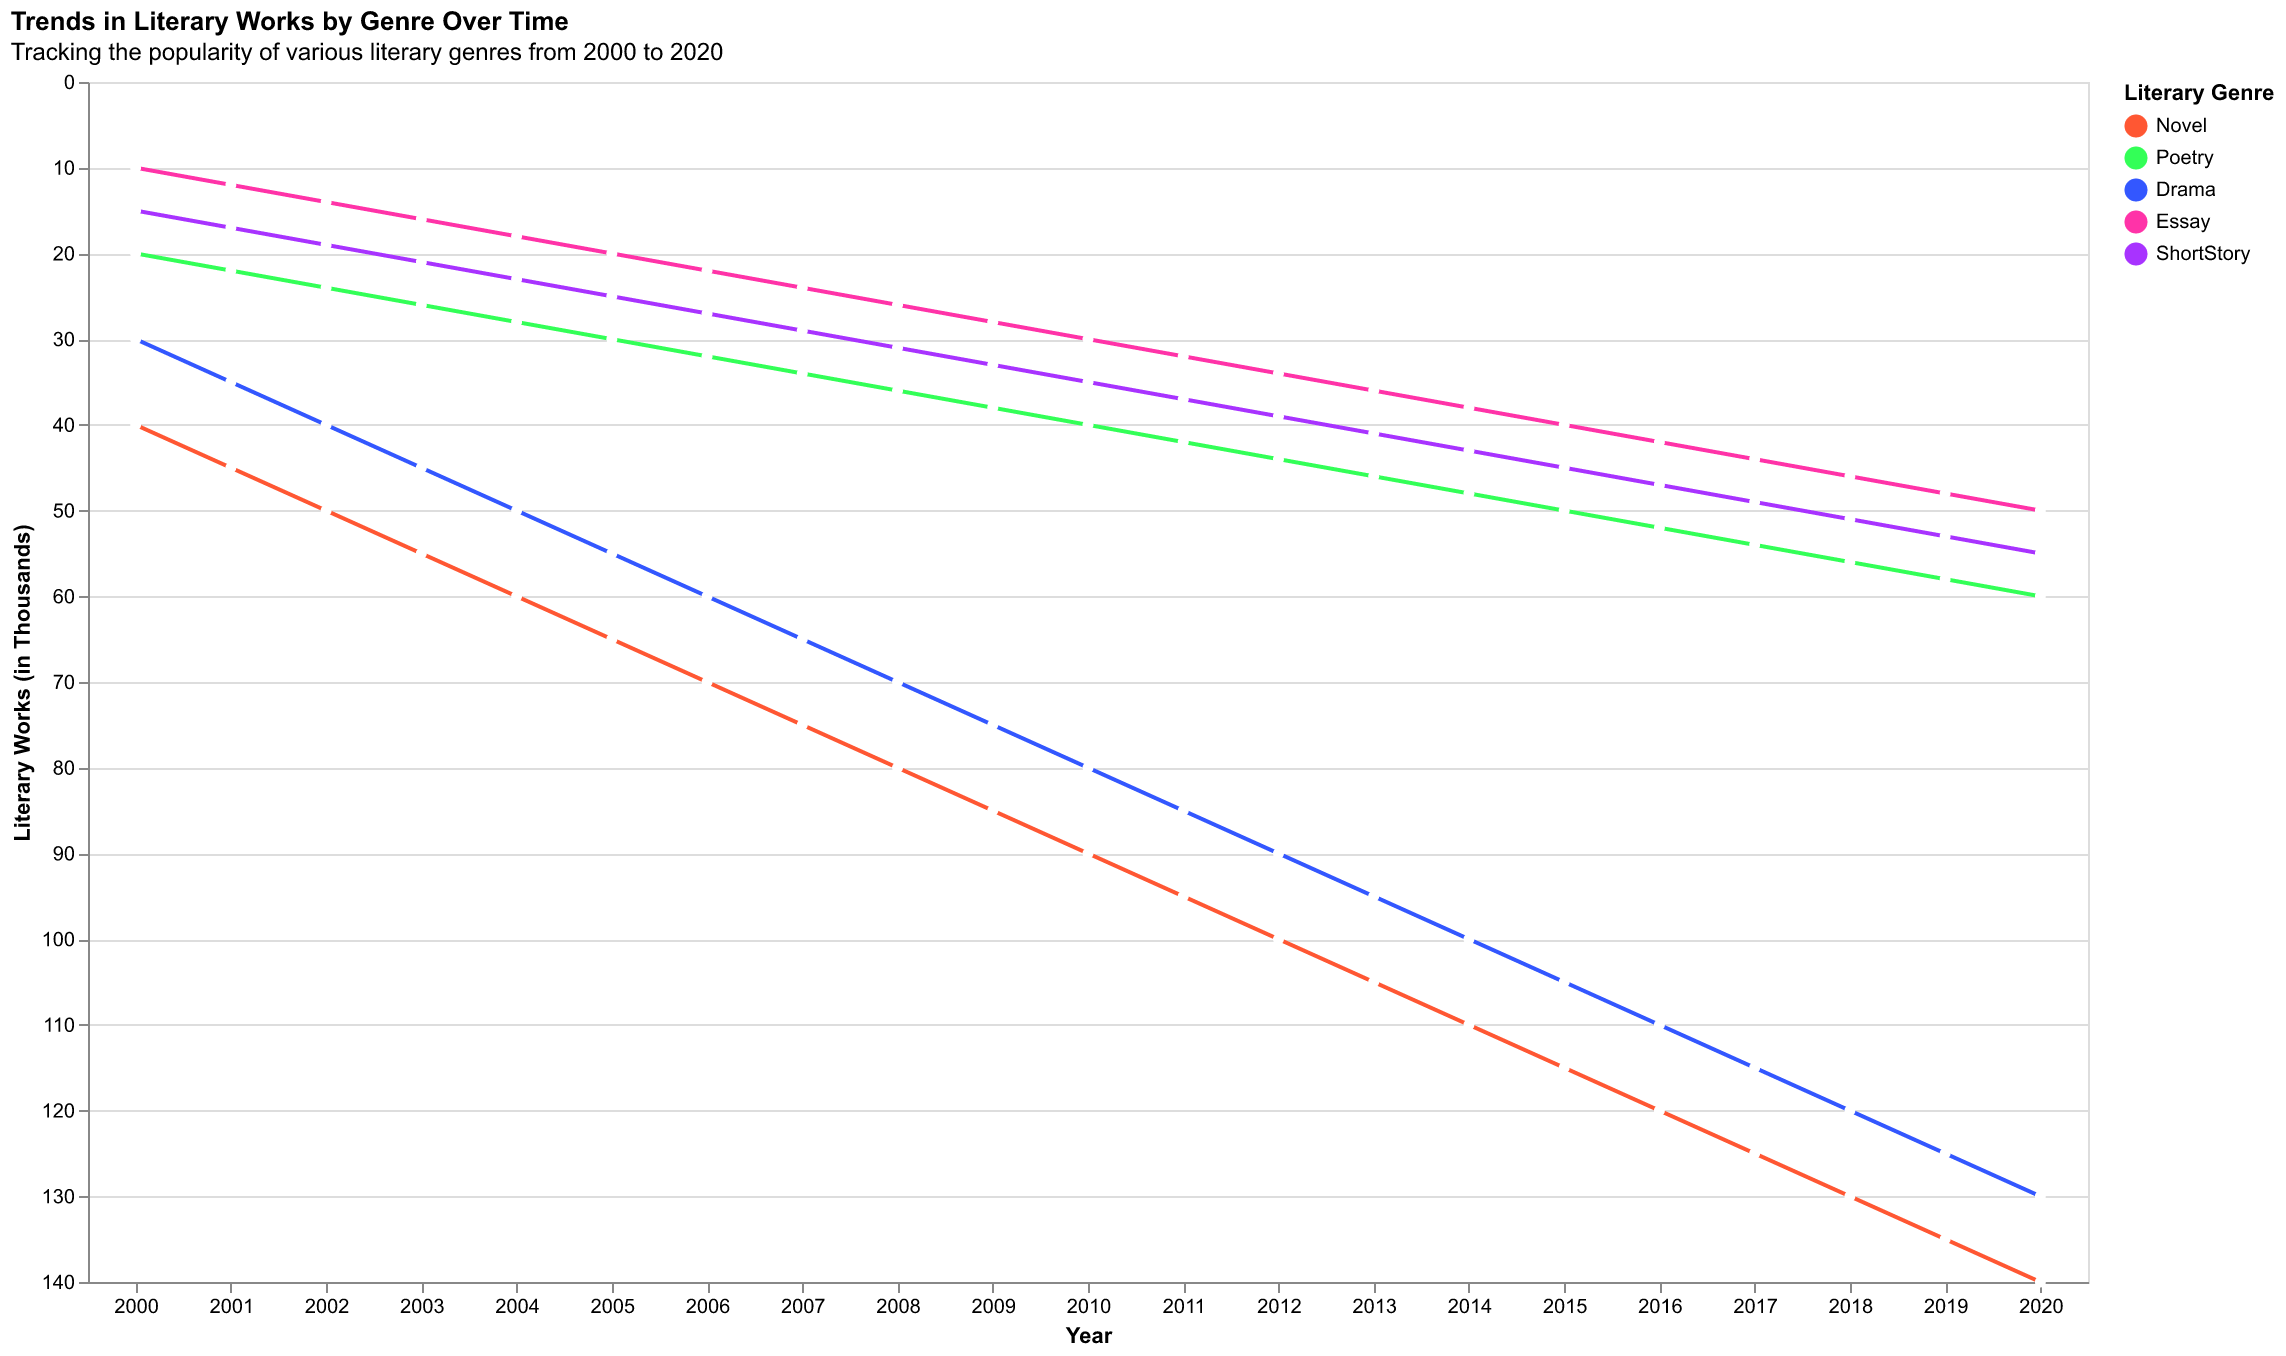 Trends in Literary Works by Genre Over Time
Tracking the popularity of various literary genres from 2000 to 2020
Literary Works (in Thousands)
0
10
20
30
40
50
60
70
80
90
100
110
120
130
140
2000 2001 2002 2003 2004 2005 2006 2007 2008 2009 2010 2011 2012 2013 2014 2015 2016 2017 2018 2019 2020
Year
Literary Genre
Novel
Poetry
Drama
Essay
ShortStory